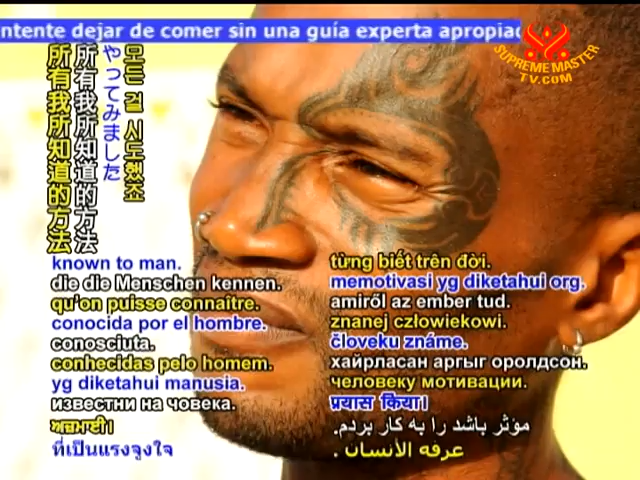 ntente dejar de comer sin una guía experta apropiad
SUPREME MASTER
TV.COM
所有我所知道的方法
所有我所知道的方法
やってみました
모든 걸 시도했죠
known to man.
die die Menschen kennen.
qu'on puisse connaître.
conocida por el hombre.
conosciuta.
conhecidas pelo homem.
yg diketahui manusia.
известни на човека.
ਅਜ਼ਮਾਈ।
ที่เป็นแรงจูงใจ
từng biết trên đời.
memotivasi yg diketahui org.
amiről az ember tud.
znanej człowiekowi.
človeku známe.
хайрласан аргыг оролдсон.
человеку мотивации.
प्रयास किया।
مؤثر باشد را به کار بردم.
عرفه الأنسان .